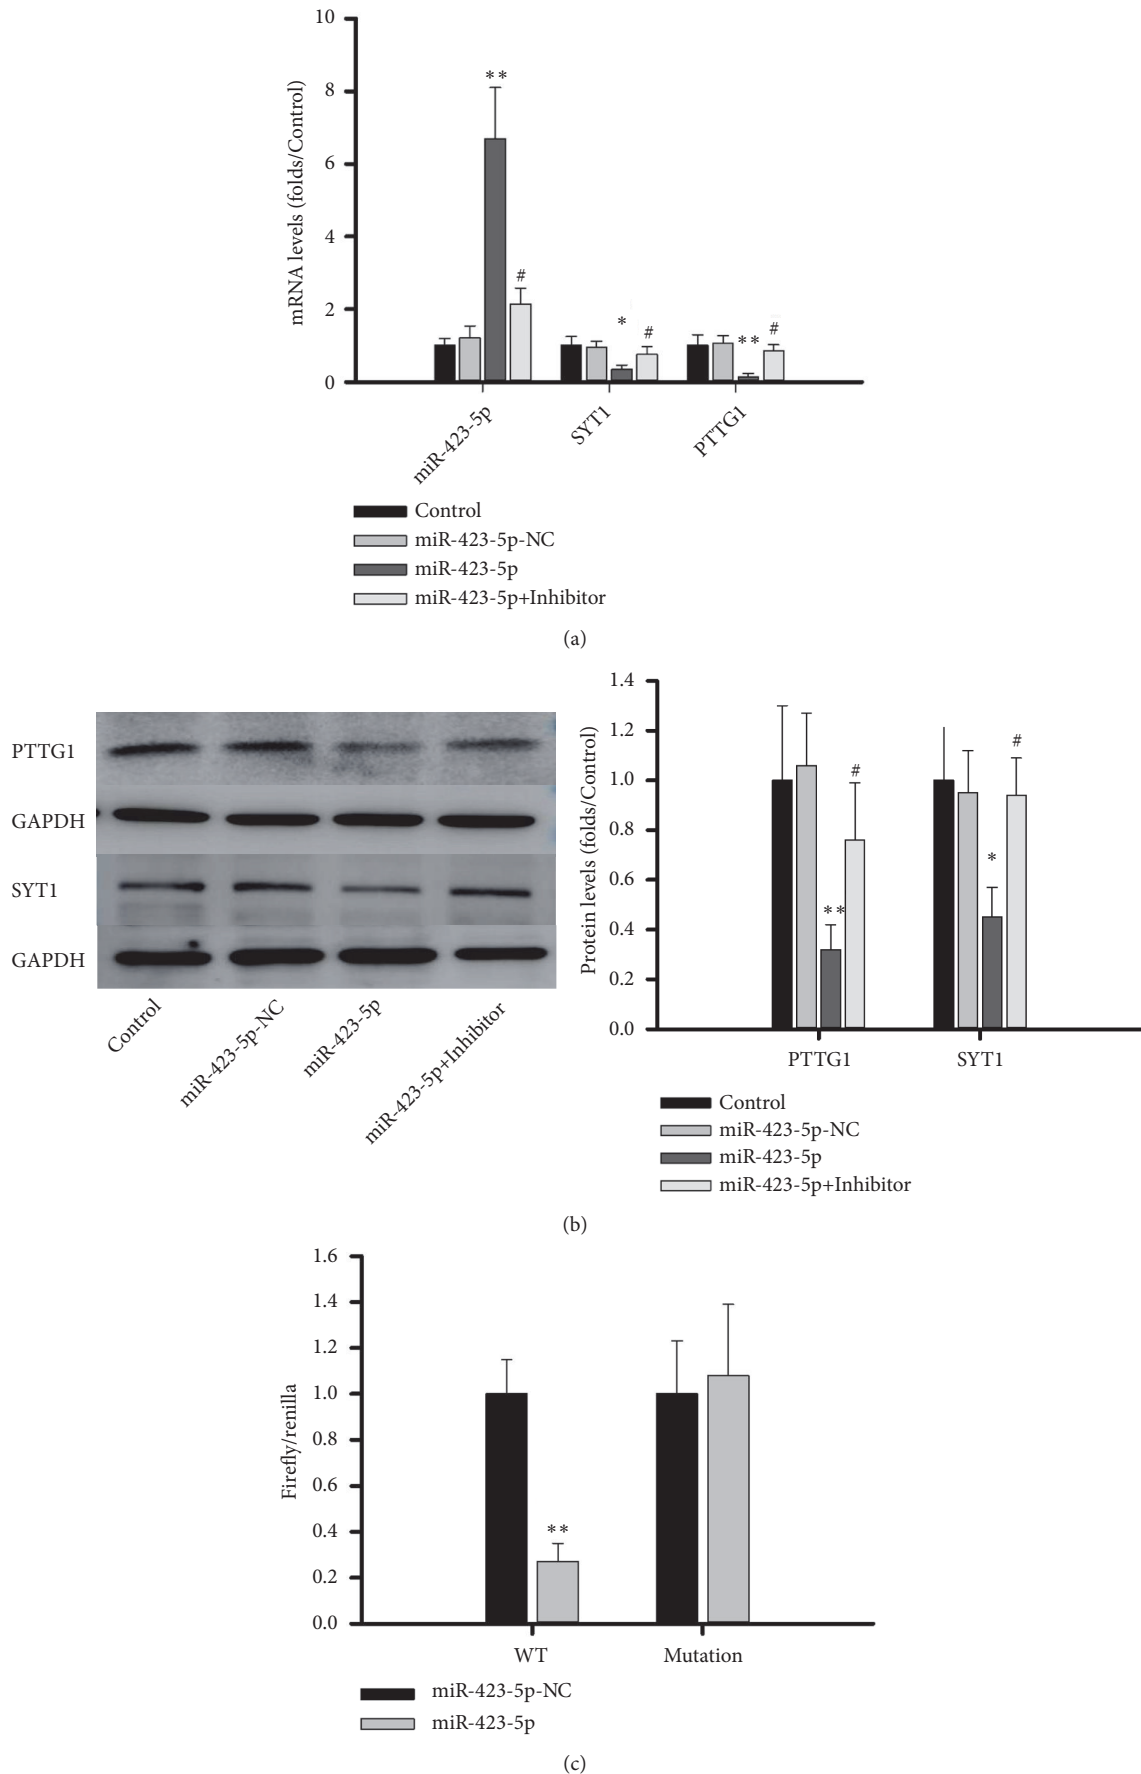 10
8
6
4
2
0
mRNA levels (folds/Control)
**
#
*
#
**
#
miR-423-5p
SYT1
PTTG1
Control
miR-423-5p-NC
miR-423-5p
miR-423-5p+Inhibitor
(a)
PTTG1
GAPDH
SYT1
GAPDH
Control
miR-423-5p-NC
miR-423-5p
miR-423-5p+Inhibitor
1.4
1.2
1.0
0.8
0.6
0.4
0.2
0.0
Protein levels (folds/Control)
**
#
*
#
PTTG1
SYT1
Control
miR-423-5p-NC
miR-423-5p
miR-423-5p+Inhibitor
(b)
1.6
1.4
1.2
1.0
0.8
0.6
0.4
0.2
0.0
Firefly/renilla
**
WT
Mutation
miR-423-5p-NC
miR-423-5p
(c)